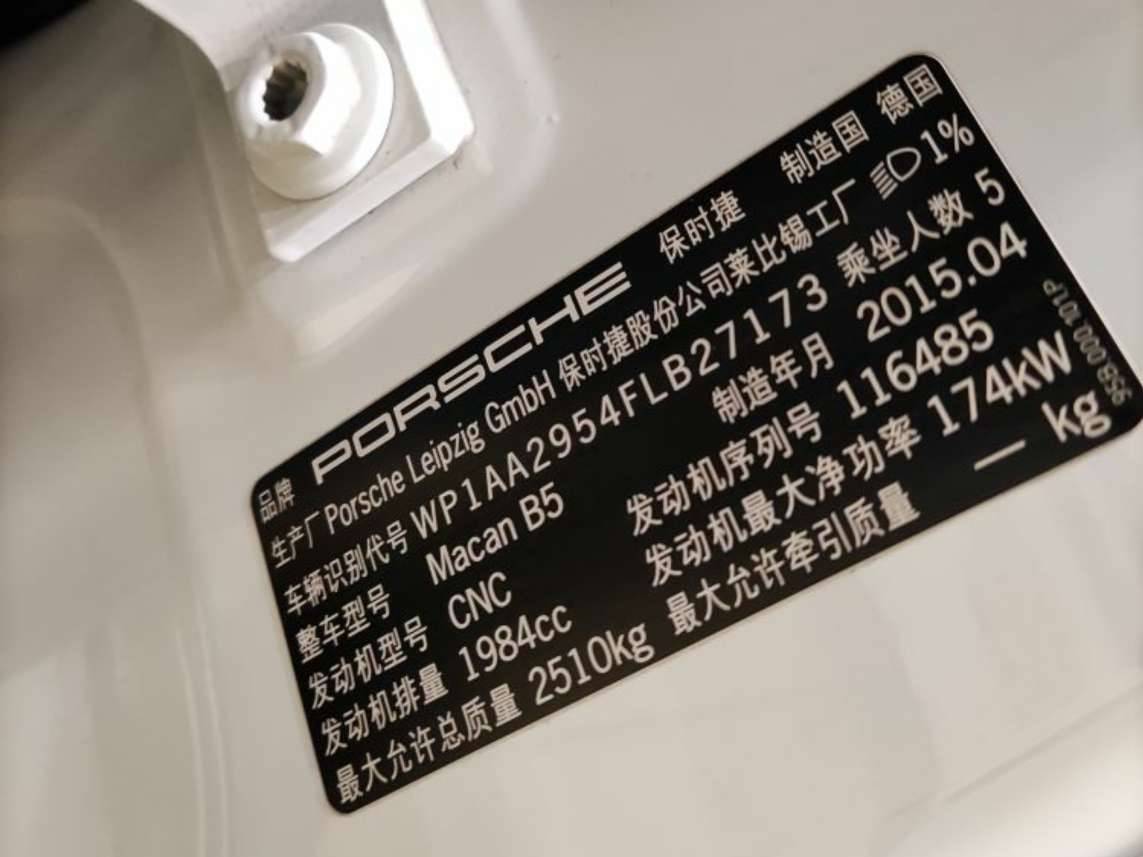 品牌 PORSCHE 保时捷 制造国 德国
生产厂 Porsche Leipzig GmbH 保时捷股份公司莱比锡工厂 1%
车辆识别代号 WP1AA2954FLB27173 乘坐人数 5
整车型号 Macan B5 制造年月 2015.04
发动机型号 CNC 发动机序列号 116485
发动机排量 1984cc 发动机最大净功率 174kW
最大允许总质量 2510kg 最大允许牵引质量 — kg
95B.000.101P